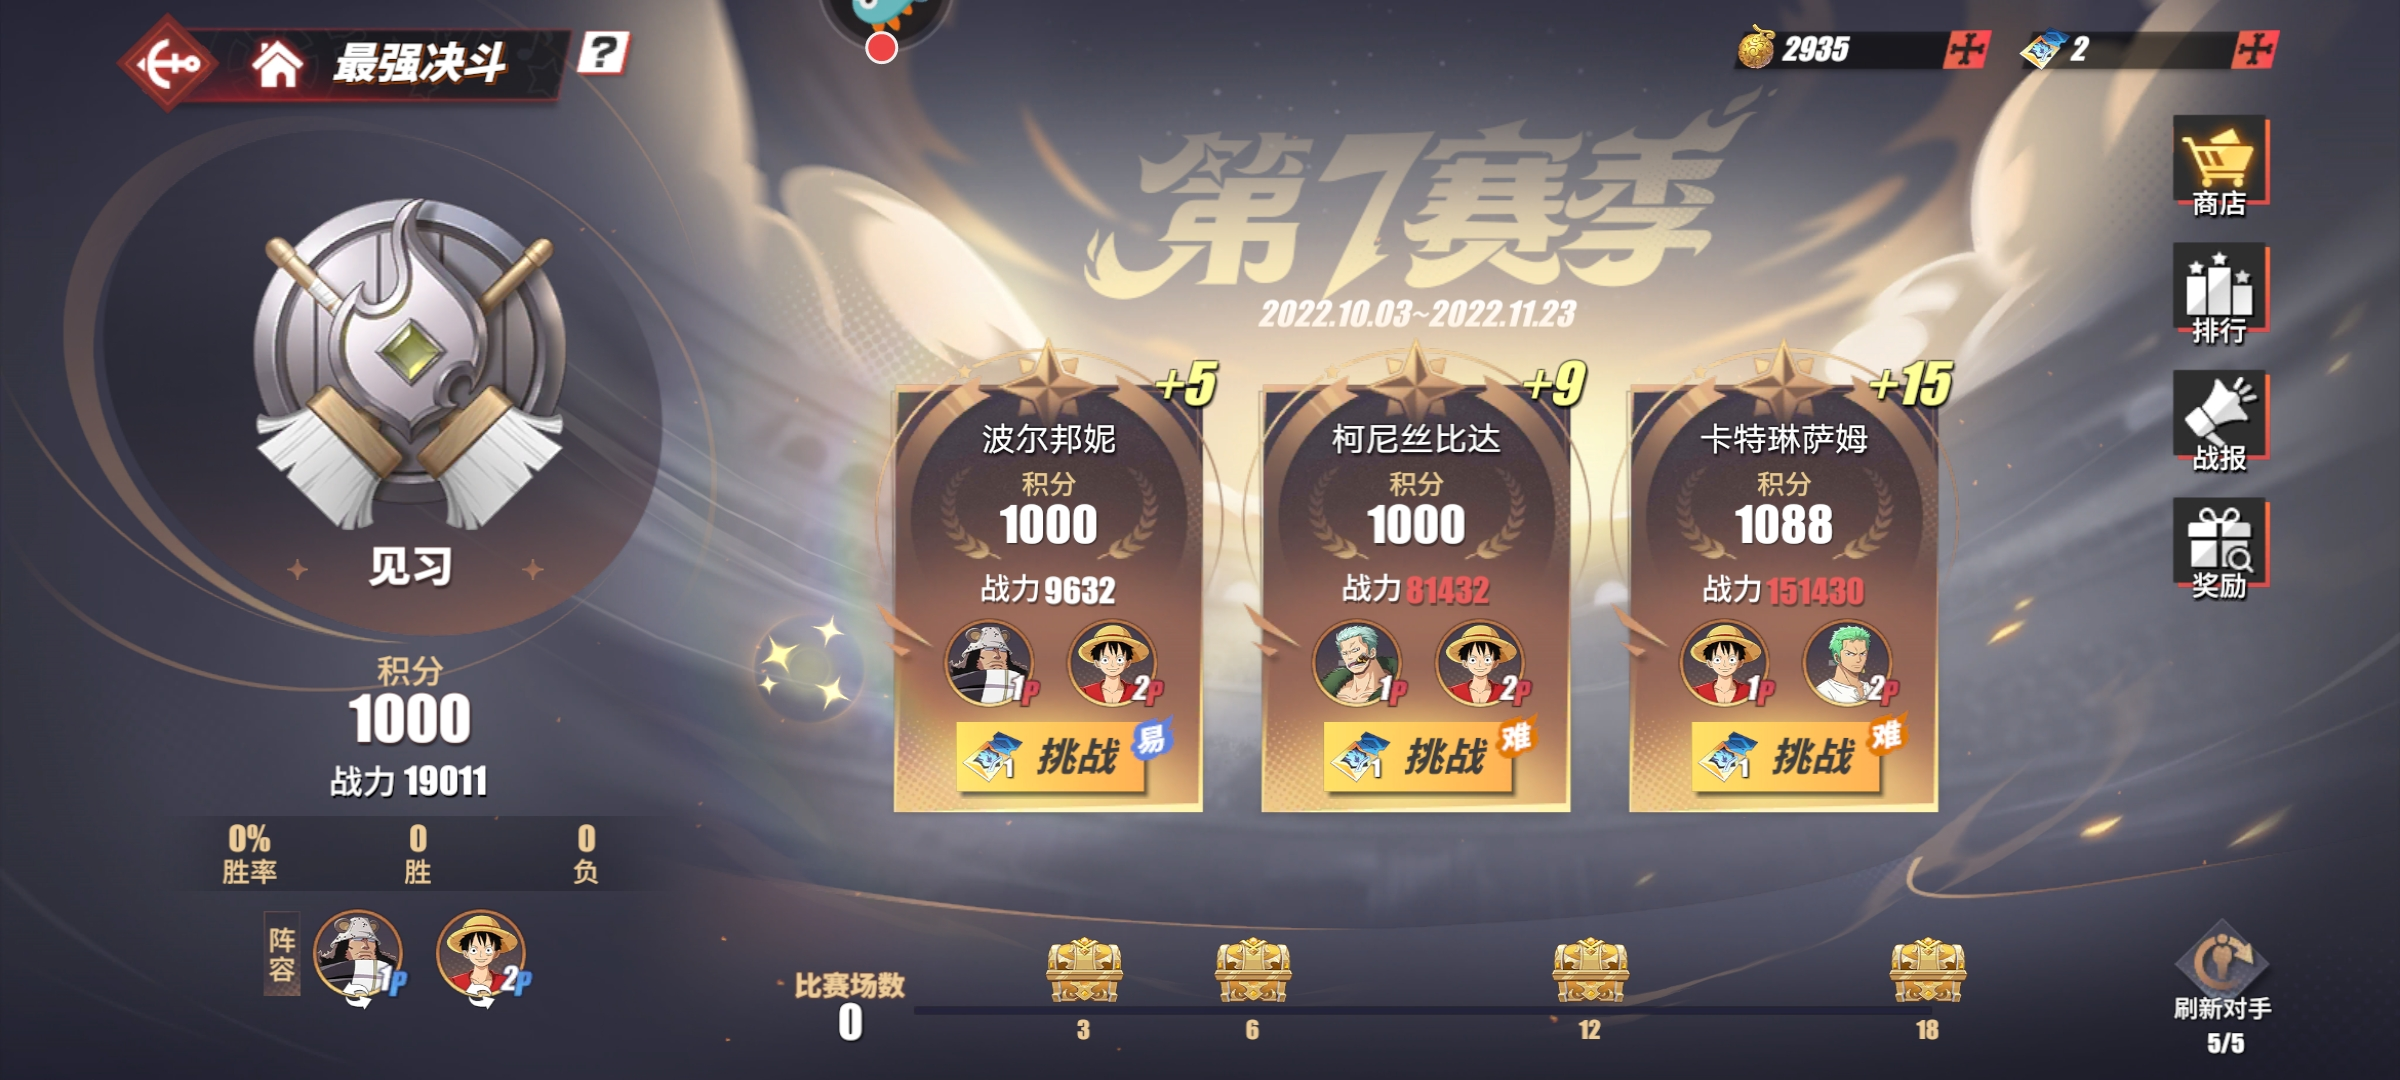 最强决斗
?
2935
2
第7赛季
2022.10.03~2022.11.23
见习
积分
1000
战力 19011
0%
胜率
0
胜
0
负
阵容
1P
2P
+5
波尔邦妮
积分
1000
战力 9632
1P
2P
1
挑战
易
+9
柯尼丝比达
积分
1000
战力 81432
1P
2P
1
挑战
难
+15
卡特琳萨姆
积分
1088
战力 151430
1P
2P
1
挑战
难
商店
排行
战报
奖励
比赛场数
0
3
6
12
18
刷新对手
5/5